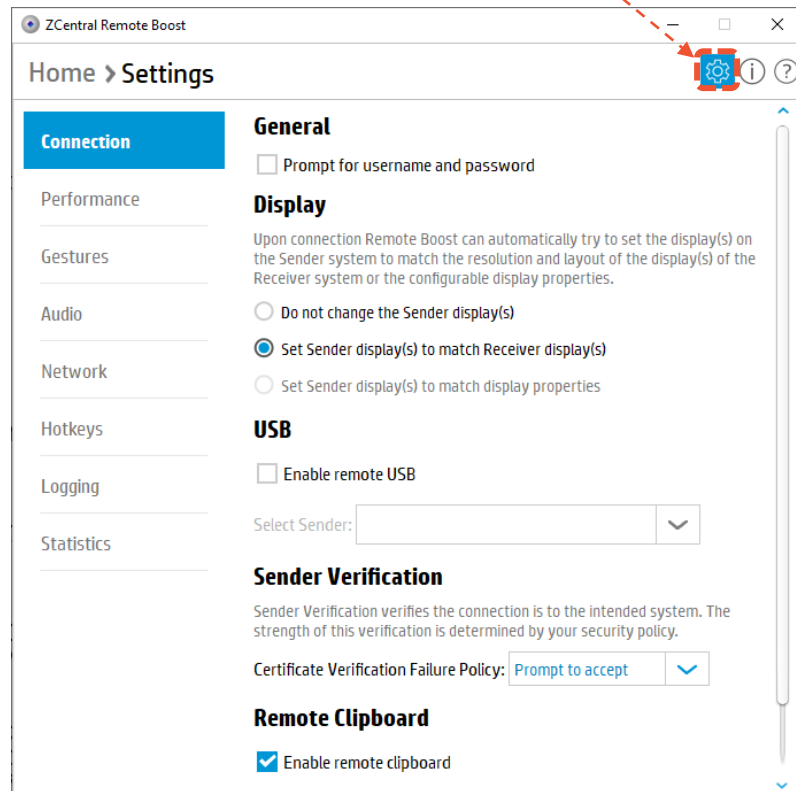 ZCentral Remote Boost
Home > Settings
Connection
Performance
Gestures
Audio
Network
Hotkeys
Logging
Statistics
General
Prompt for username and password
Display
Upon connection Remote Boost can automatically try to set the display(s) on
the Sender system to match the resolution and layout of the display(s) of the
Receiver system or the configurable display properties.
Do not change the Sender display(s)
Set Sender display(s) to match Receiver display(s)
Set Sender display(s) to match display properties
USB
Enable remote USB
Select Sender:
Sender Verification
Sender Verification verifies the connection is to the intended system. The
strength of this verification is determined by your security policy.
Certificate Verification Failure Policy: Prompt to accept
Remote Clipboard
Enable remote clipboard